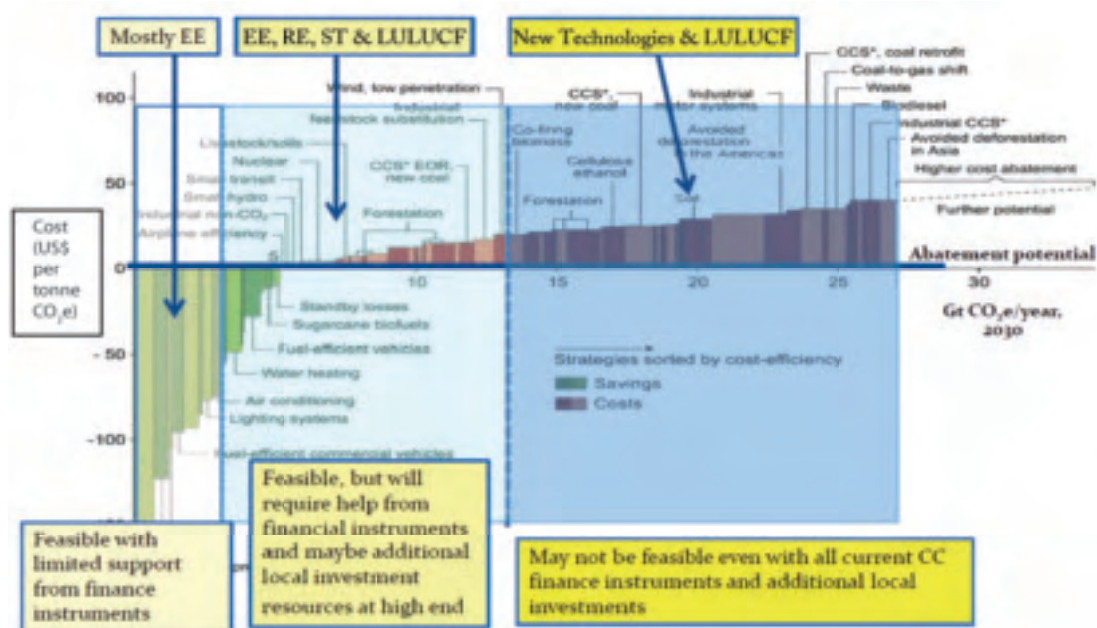 Mostly EE
EE, RE, ST & LULUCF
New Technologies & LULUCF
CCS*, coal retrofit
Coal-to-gas shift
Waste
Biodiesel
Industrial CCS*
Avoided deforestation
in Asia
Higher cost abatement
Further potential
Wind, low penetration
Industrial
feedstock substitution
Livestock/soils
Nuclear
Small transit
Small hydro
Industrial non-CO₂
Airplane efficiency
CCS* EOR,
new coal
Forestation
Co-firing
biomass
CCS*,
new coal
Cellulose
ethanol
Forestation
Industrial
motor systems
Avoided
deforestation
the Americas
Soil
100
50
0
- 50
-100
Cost
(US$
per
tonne
CO₂e)
10
15
20
30
Abatement potential
Gt CO₂e/year,
2030
Standby losses
Sugarcane biofuels
Fuel-efficient vehicles
Water heating
Air conditioning
Lighting systems
Fuel-efficient commercial vehicles
Strategies sorted by cost-efficiency
Savings
Costs
Feasible with
limited support
from finance
instruments
Feasible, but will
require help from
financial instruments
and maybe additional
local investment
resources at high end
May not be feasible even with all current CC
finance instruments and additional local
investments